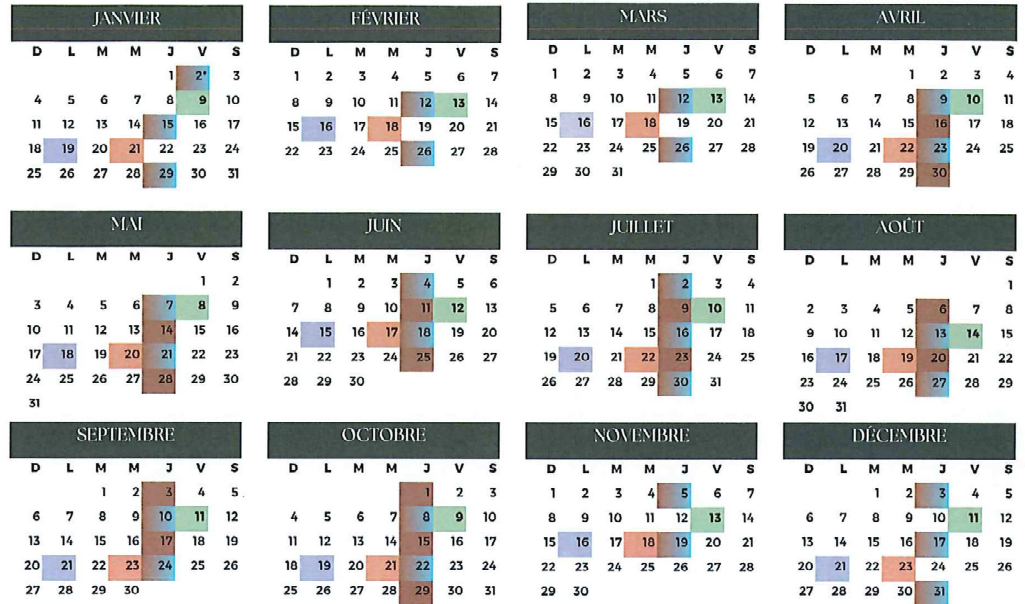 JANVIER
D L M M J V S
1 2* 3
4 5 6 7 8 9 10
11 12 13 14 15 16 17
18 19 20 21 22 23 24
25 26 27 28 29 30 31
FÉVRIER
D L M M J V S
1 2 3 4 5 6 7
8 9 10 11 12 13 14
15 16 17 18 19 20 21
22 23 24 25 26 27 28
MARS
D L M M J V S
1 2 3 4 5 6 7
8 9 10 11 12 13 14
15 16 17 18 19 20 21
22 23 24 25 26 27 28
29 30 31
AVRIL
D L M M J V S
1 2 3 4
5 6 7 8 9 10 11
12 13 14 15 16 17 18
19 20 21 22 23 24 25
26 27 28 29 30
MAI
D L M M J V S
1 2
3 4 5 6 7 8 9
10 11 12 13 14 15 16
17 18 19 20 21 22 23
24 25 26 27 28 29 30
31
JUIN
D L M M J V S
1 2 3 4 5 6
7 8 9 10 11 12 13
14 15 16 17 18 19 20
21 22 23 24 25 26 27
28 29 30
JUILLET
D L M M J V S
1 2 3 4
5 6 7 8 9 10 11
12 13 14 15 16 17 18
19 20 21 22 23 24 25
26 27 28 29 30 31
AOÛT
D L M M J V S
1
2 3 4 5 6 7 8
9 10 11 12 13 14 15
16 17 18 19 20 21 22
23 24 25 26 27 28 29
30 31
SEPTEMBRE
D L M M J V S
1 2 3 4 5
6 7 8 9 10 11 12
13 14 15 16 17 18 19
20 21 22 23 24 25 26
27 28 29 30
OCTOBRE
D L M M J V S
1 2 3
4 5 6 7 8 9 10
11 12 13 14 15 16 17
18 19 20 21 22 23 24
25 26 27 28 29 30 31
NOVEMBRE
D L M M J V S
1 2 3 4 5 6 7
8 9 10 11 12 13 14
15 16 17 18 19 20 21
22 23 24 25 26 27 28
29 30
DÉCEMBRE
D L M M J V S
1 2 3 4 5
6 7 8 9 10 11 12
13 14 15 16 17 18 19
20 21 22 23 24 25 26
27 28 29 30 31